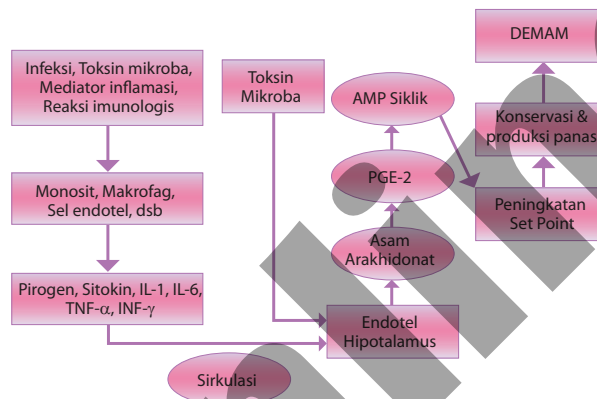 Infeksi, Toksin mikroba,
Mediator inflamasi,
Reaksi imunologis
Monosit, Makrofag,
Sel endotel, dsb
Pirogen, Sitokin, IL-1, IL-6,
TNF-α, INF-γ
Sirkulasi
Toksin
Mikroba
Endotel
Hipotalamus
Asam
Arakhidonat
PGE-2
AMP Siklik
Peningkatan
Set Point
Konservasi &
produksi panas
DEMAM